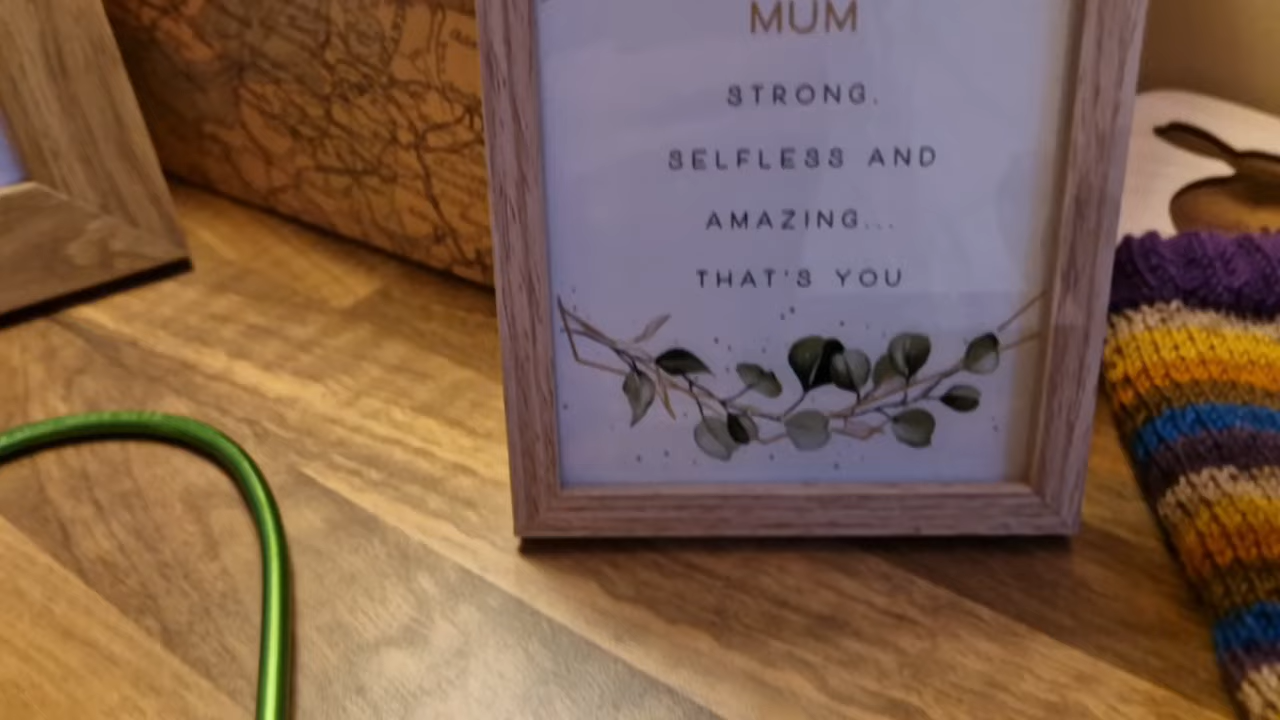 MUM
STRONG,
SELFLESS AND
AMAZING...
THAT'S YOU